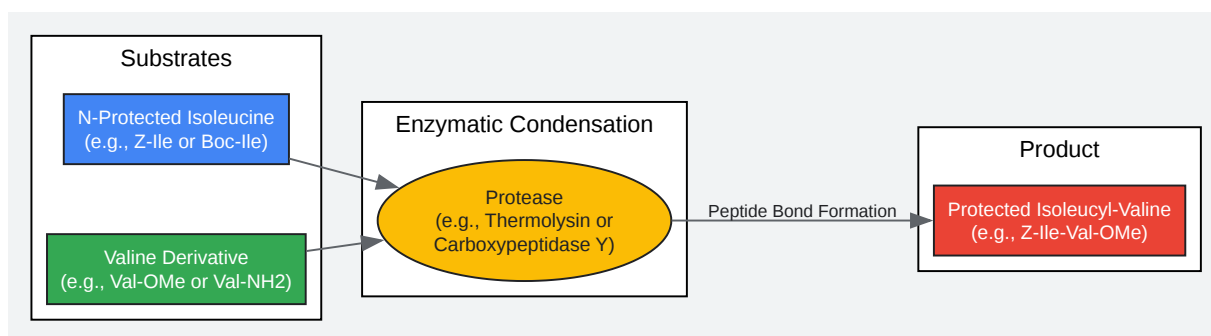 Substrates
N-Protected Isoleucine
(e.g., Z-Ile or Boc-Ile)
Valine Derivative
(e.g., Val-OMe or Val-NH2)
Enzymatic Condensation
Protease
(e.g., Thermolysin or
Carboxypeptidase Y)
Peptide Bond Formation
Product
Protected Isoleucyl-Valine
(e.g., Z-Ile-Val-OMe)